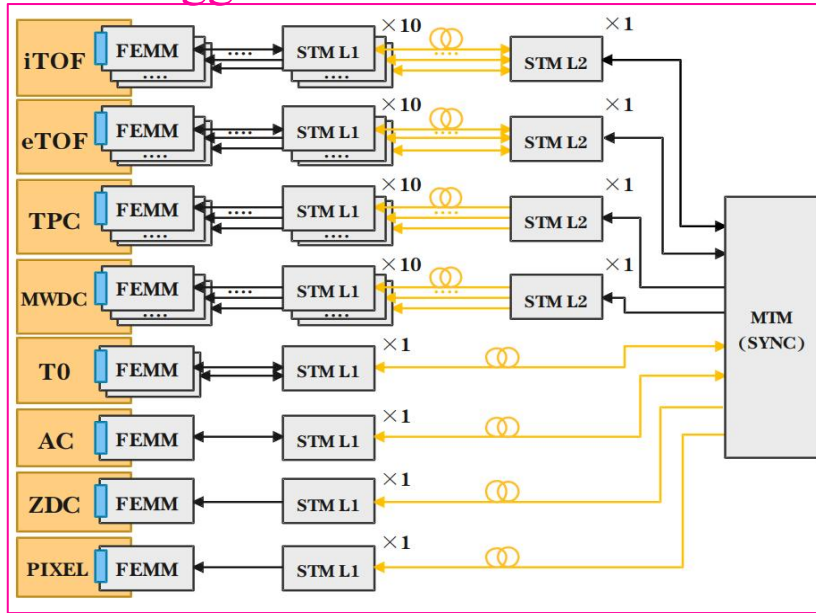 iTOF FEMM .... STM L1 ×10 .... STM L2 ×1
.... ....
eTOF FEMM .... STM L1 ×10 .... STM L2 ×1
.... ....
TPC FEMM .... STM L1 ×10 .... STM L2 ×1
.... ....
MWDC FEMM .... STM L1 ×10 .... STM L2 ×1
.... ....
MTM
(SYNC)
T0 FEMM STM L1 ×1
AC FEMM STM L1 ×1
ZDC FEMM STM L1 ×1
PIXEL FEMM STM L1 ×1